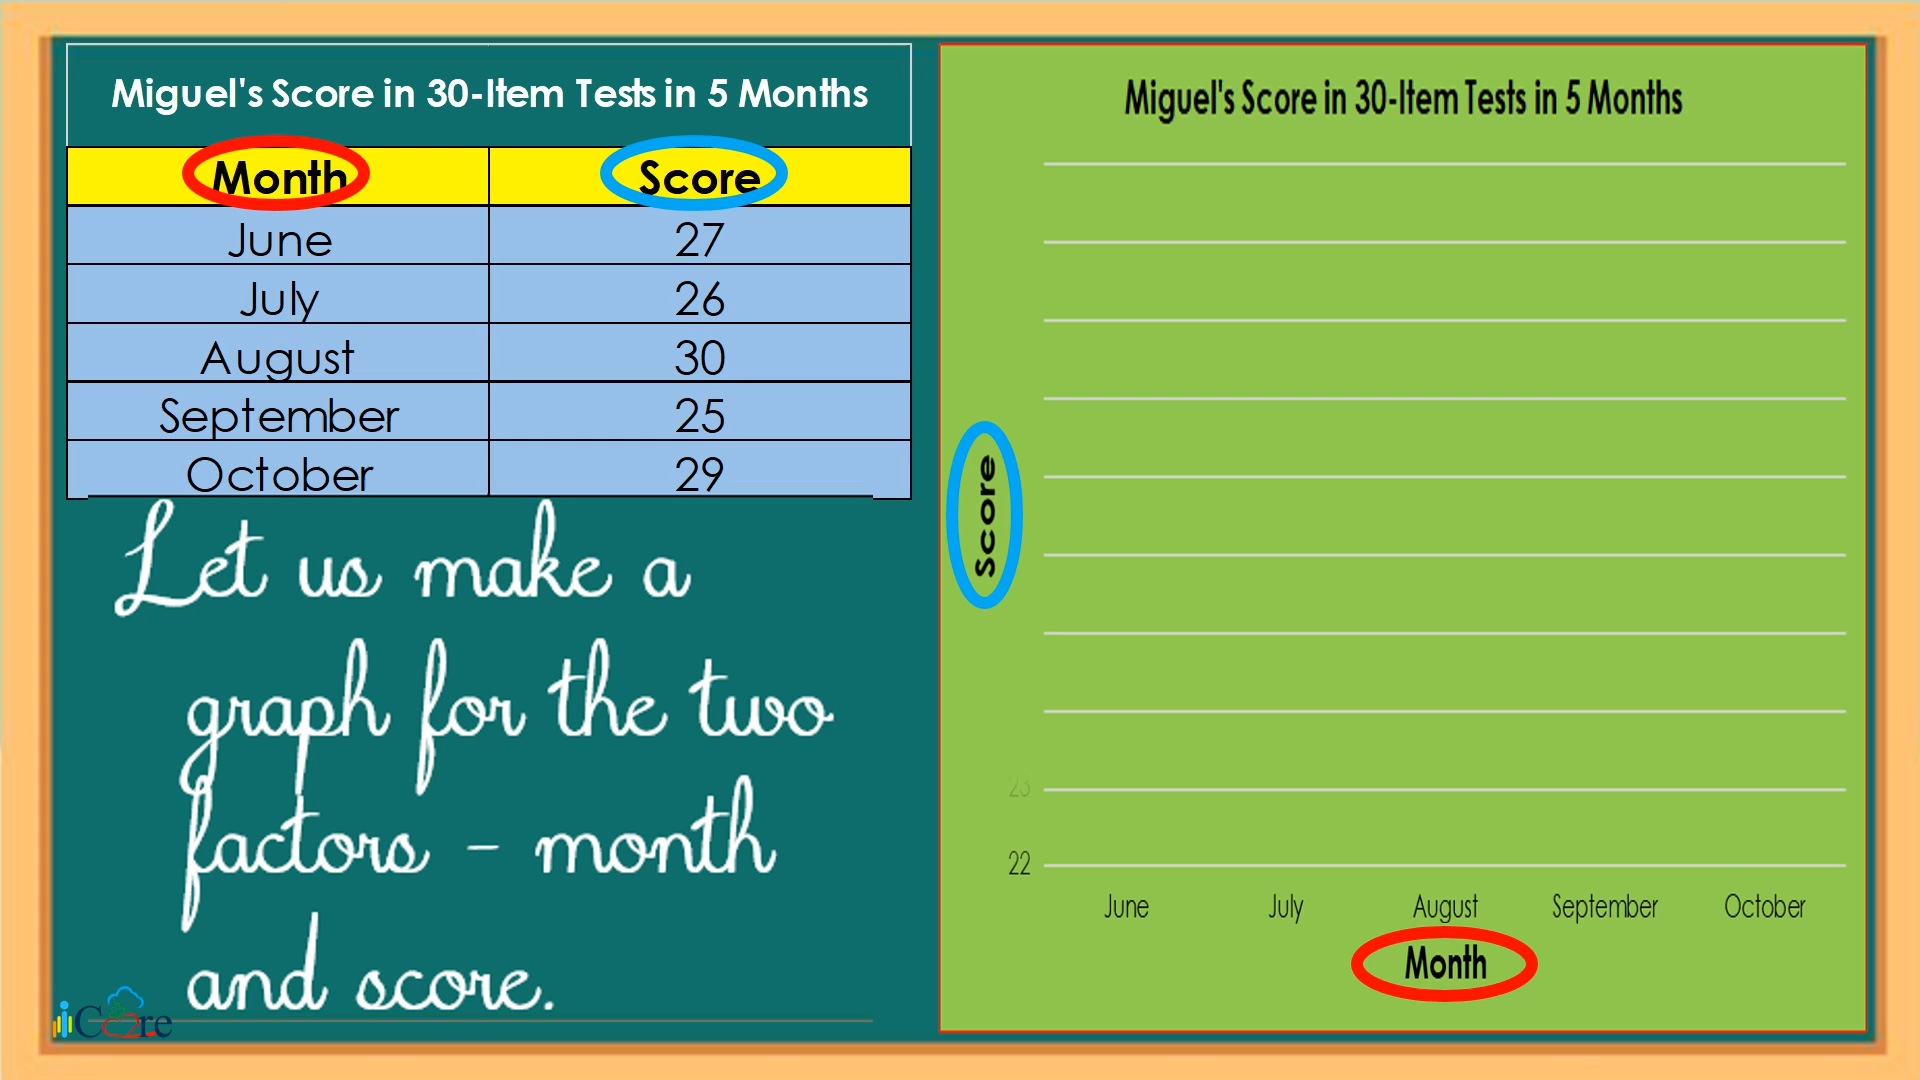 Miguel's Score in 30-Item Tests in 5 Months
Month Score
June 27
July 26
August 30
September 25
October 29
Let us make a
graph for the two
factors - month
and score.
iCore
Miguel's Score in 30-Item Tests in 5 Months
Score
23
22
June July August September October
Month